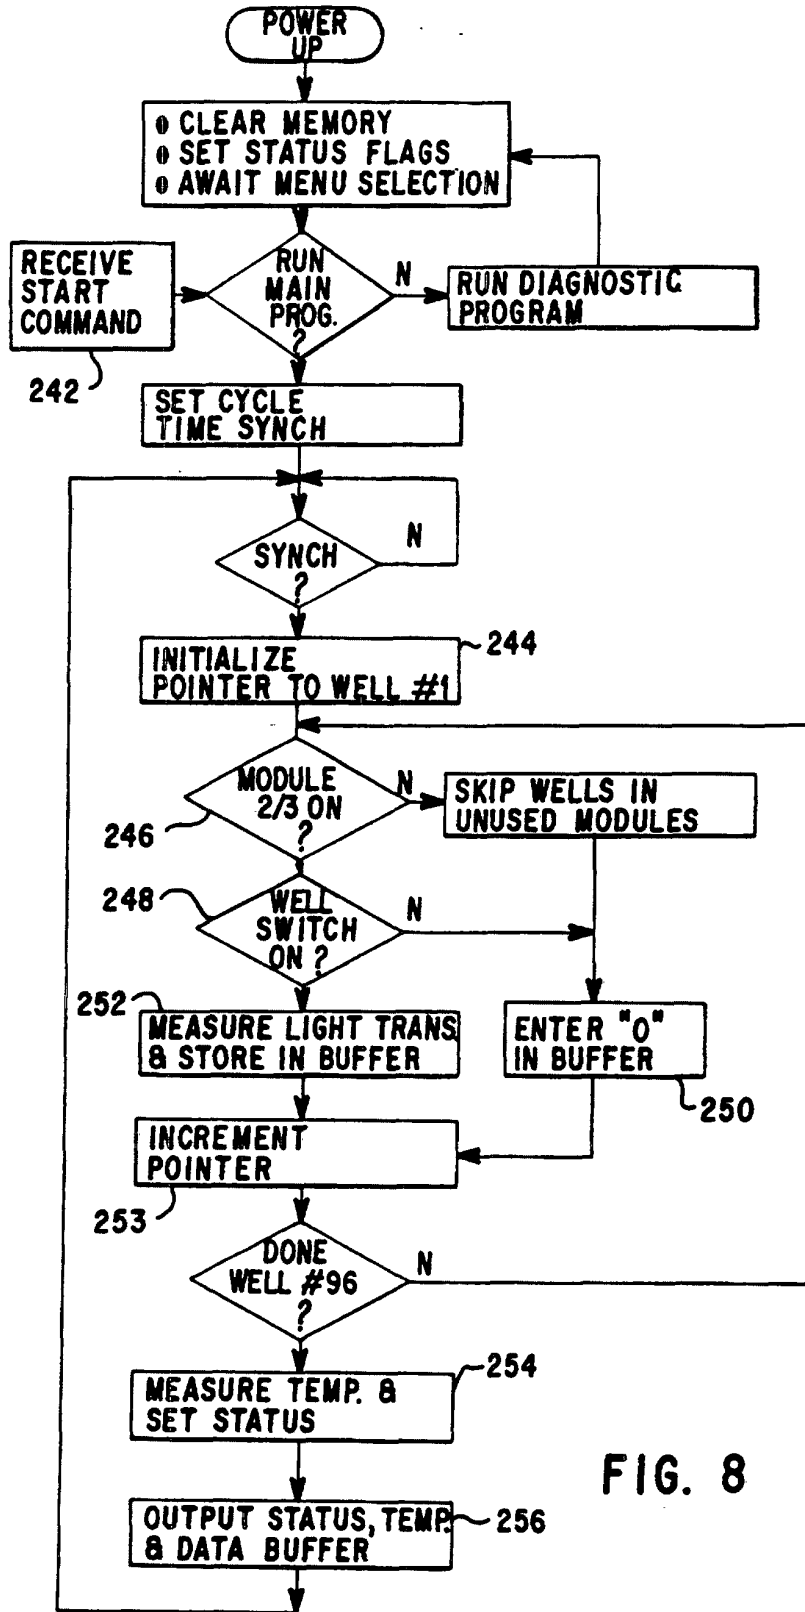 POWER
UP
• CLEAR MEMORY
• SET STATUS FLAGS
• AWAIT MENU SELECTION
RECEIVE
START
COMMAND
242
RUN
MAIN
PROG.
?
N
RUN DIAGNOSTIC
PROGRAM
SET CYCLE
TIME SYNCH
SYNCH
?
N
INITIALIZE
POINTER TO WELL #1
244
MODULE
2/3 ON
?
N
246
SKIP WELLS IN
UNUSED MODULES
248
WELL
SWITCH
ON ?
N
252
MEASURE LIGHT TRANS
& STORE IN BUFFER
ENTER "0"
IN BUFFER
250
INCREMENT
POINTER
253
DONE
WELL #96
?
N
MEASURE TEMP. &
SET STATUS
254
OUTPUT STATUS, TEMP.
& DATA BUFFER
256
FIG. 8